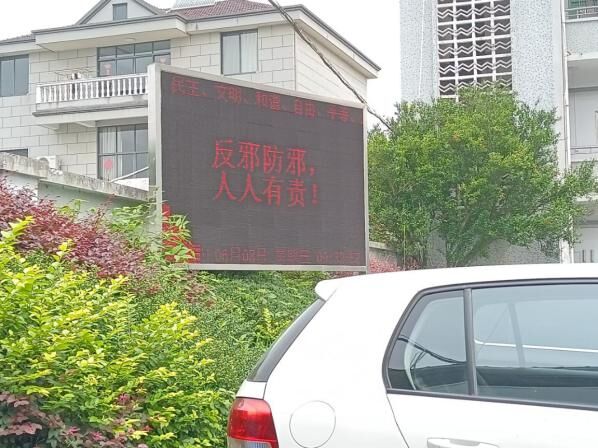 民主、文明、和谐、自由、平等、
反邪防邪，
人人有责！